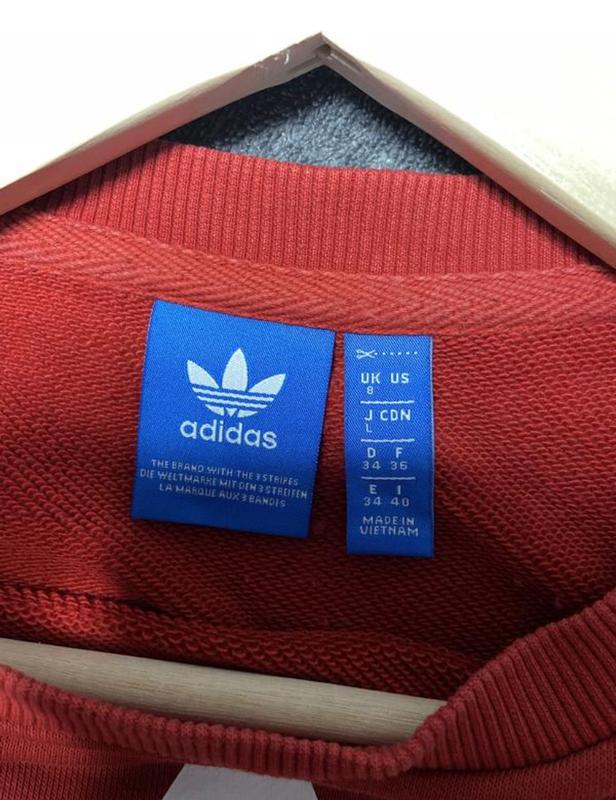 adidas
THE BRAND WITH THE 3 STRIPES
DIE WELTMARKE MIT DEN 3 STREIFEN
LA MARQUE AUX 3 BANDES
UK US
8
J CDN
L
D F
34 36
E I
34 40
MADE IN
VIETNAM